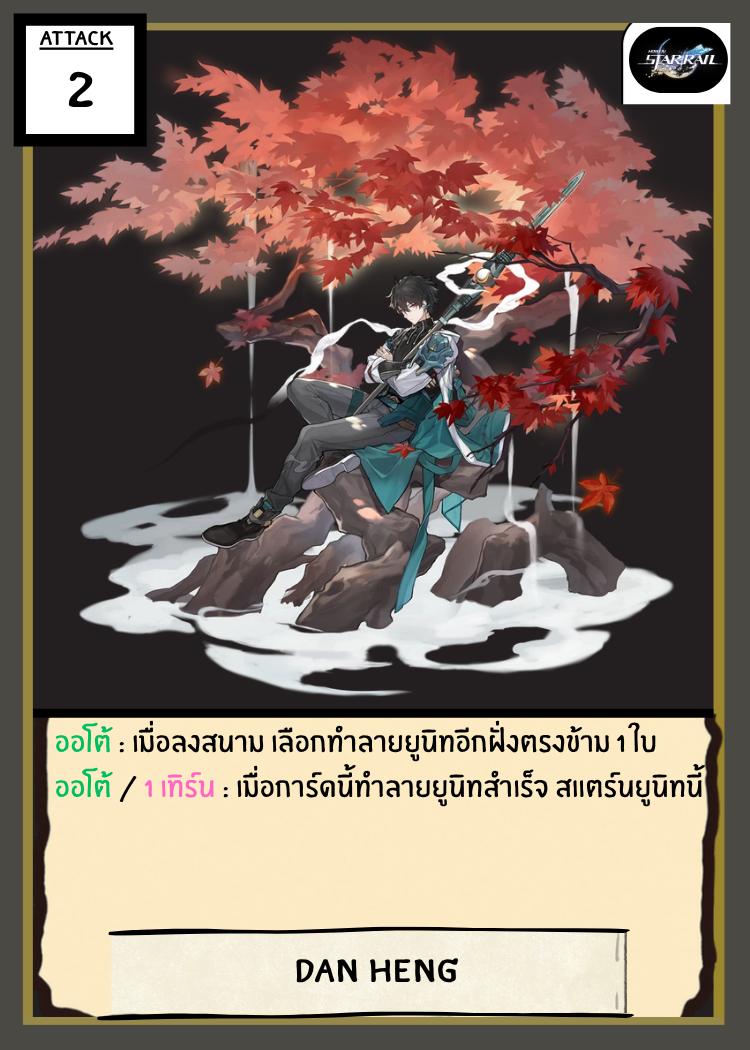 ATTACK
2
HONKAI
STAR RAIL
ออโต้ : เมื่อลงสนาม เลือกทำลายยูนิทอีกฝั่งตรงข้าม 1 ใบ
ออโต้ / 1 เทิร์น : เมื่อการ์ดนี้ทำลายยูนิทสำเร็จ สแตร์นยูนิทนี้
DAN HENG